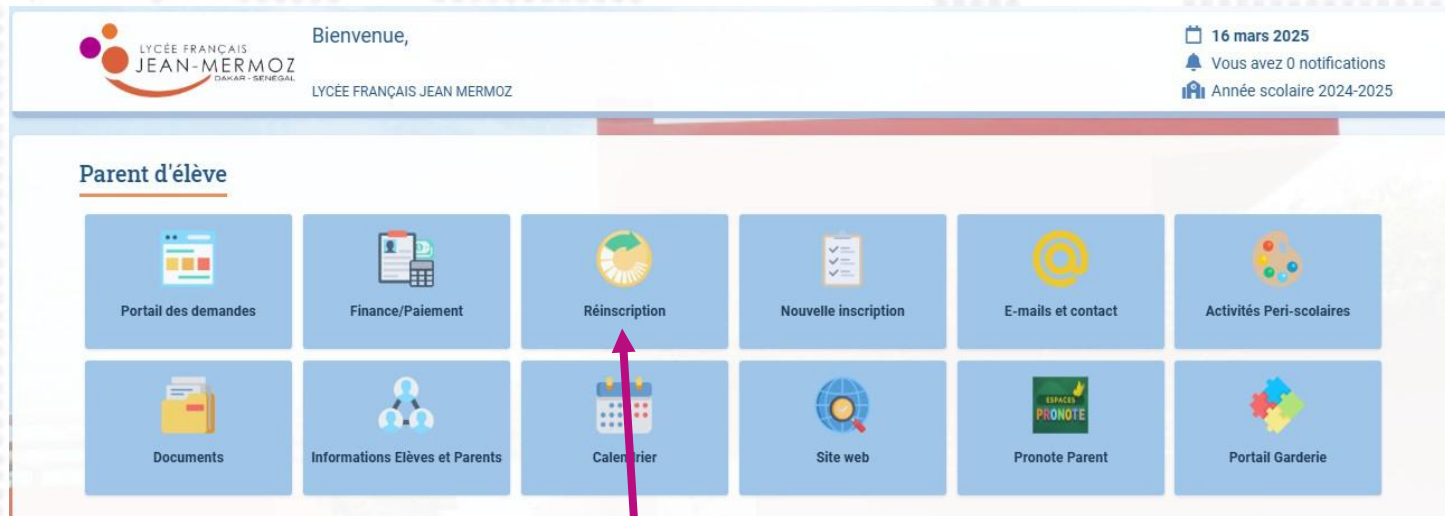 LYCÉE FRANÇAIS
JEAN-MERMOZ
DAKAR - SENEGAL
Bienvenue,
LYCÉE FRANÇAIS JEAN MERMOZ
16 mars 2025
Vous avez 0 notifications
Année scolaire 2024-2025
Parent d'élève
Portail des demandes
Finance/Paiement
Réinscription
Nouvelle inscription
E-mails et contact
Activités Peri-scolaires
Documents
Informations Elèves et Parents
Calendrier
Site web
ESPACES
PRONOTE
Pronote Parent
Portail Garderie